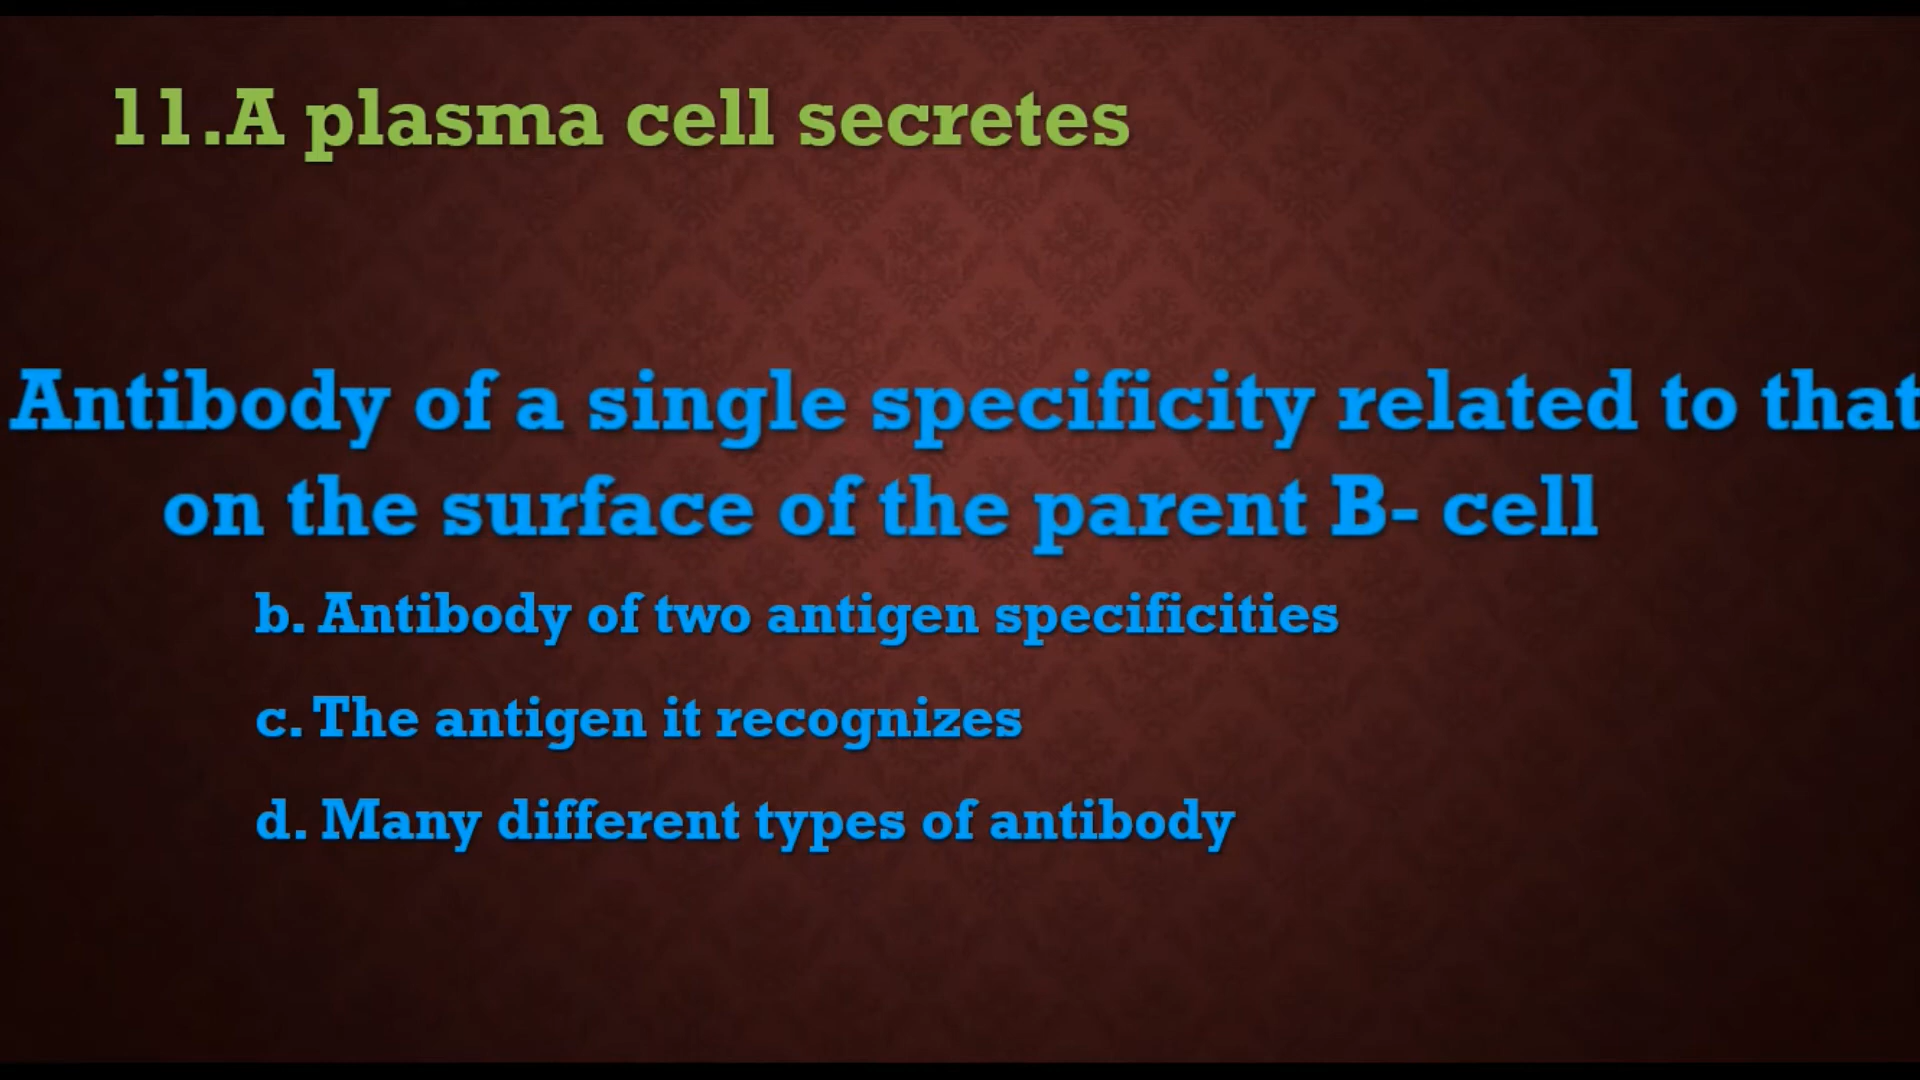 11.A plasma cell secretes
Antibody of a single specificity related to that
on the surface of the parent B- cell
b. Antibody of two antigen specificities
c. The antigen it recognizes
d. Many different types of antibody